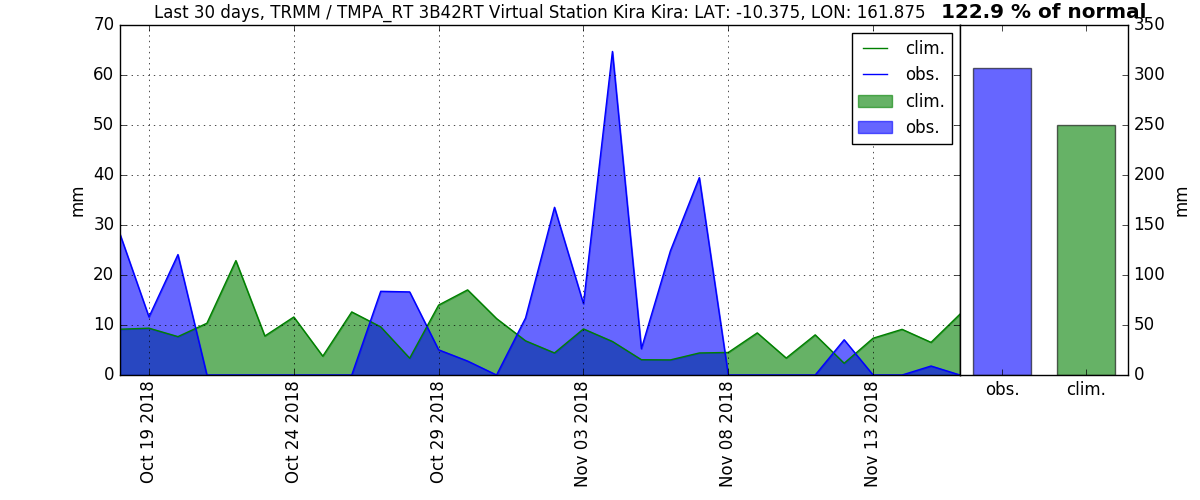 Last 30 days, TRMM / TMPA_RT 3B42RT Virtual Station Kira Kira: LAT: -10.375, LON: 161.875 122.9 % of normal
70
60
50
40
30
20
10
0
mm
clim.
obs.
clim.
obs.
350
300
250
200
150
100
50
0
mm
Oct 19 2018
Oct 24 2018
Oct 29 2018
Nov 03 2018
Nov 08 2018
Nov 13 2018
obs. clim.